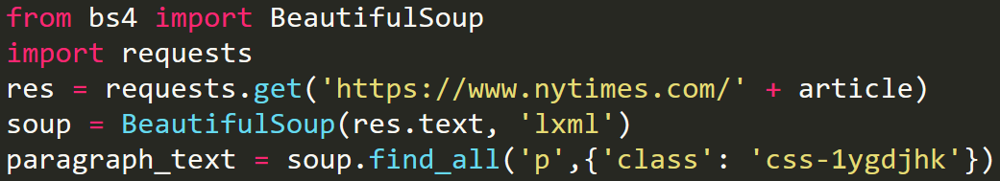 from bs4 import BeautifulSoup
import requests
res = requests.get('https://www.nytimes.com/' + article)
soup = BeautifulSoup(res.text, 'lxml')
paragraph_text = soup.find_all('p',{'class': 'css-1ygdjhk'})